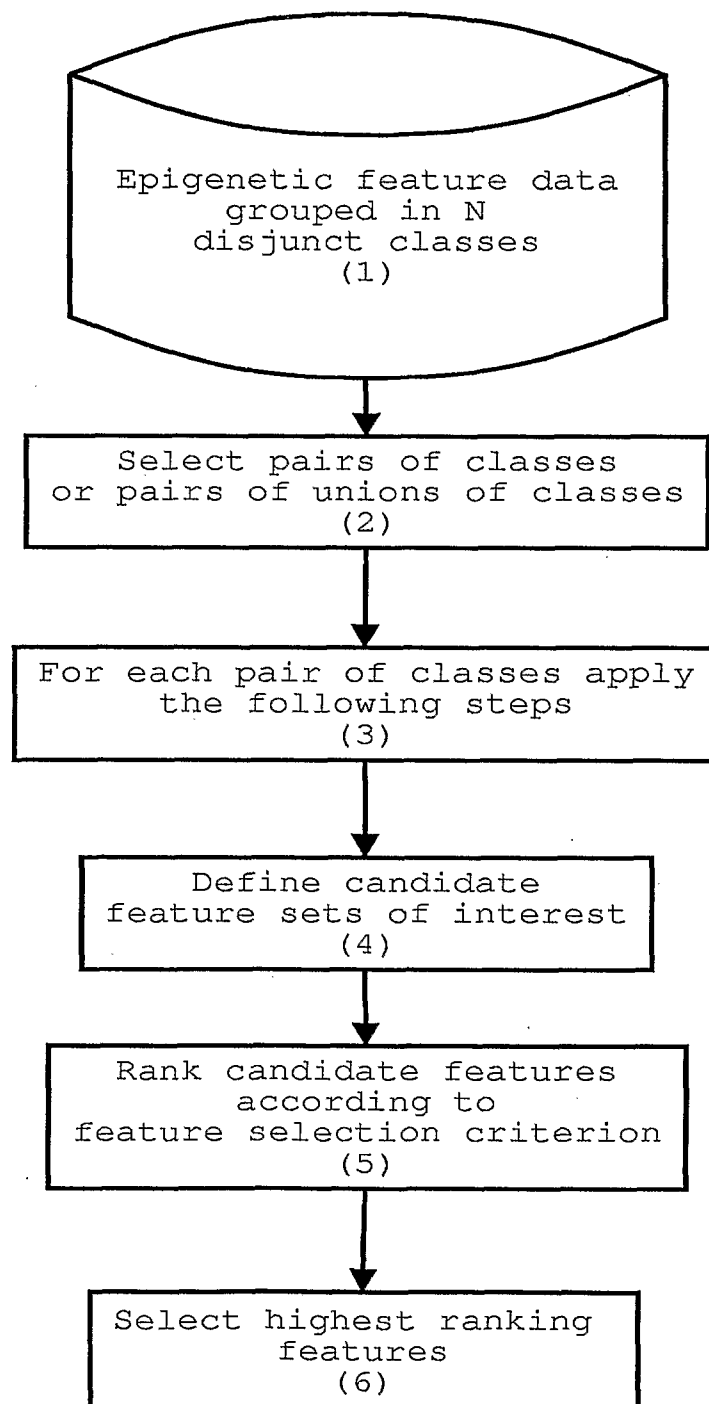 Epigenetic feature data
grouped in N
disjunct classes
(1)
Select pairs of classes
or pairs of unions of classes
(2)
For each pair of classes apply
the following steps
(3)
Define candidate
feature sets of interest
(4)
Rank candidate features
according to
feature selection criterion
(5)
Select highest ranking
features
(6)